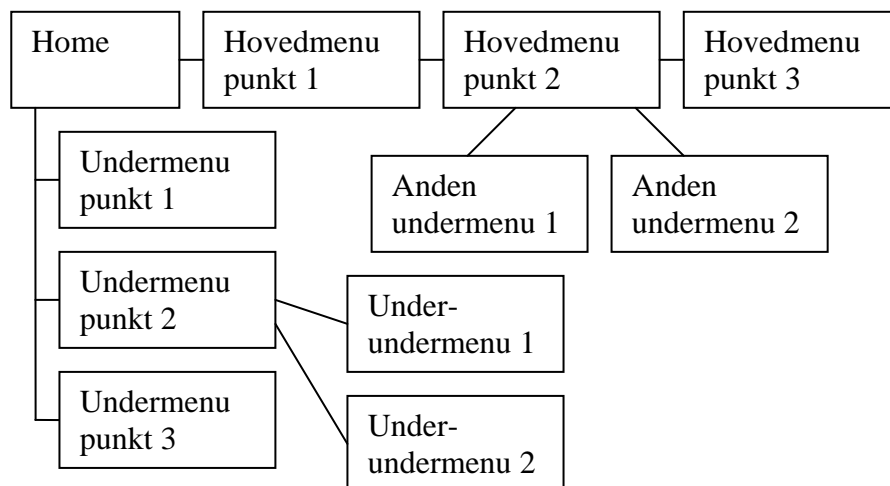 Home
Hovedmenu
punkt 1
Hovedmenu
punkt 2
Hovedmenu
punkt 3
Undermenu
punkt 1
Anden
undermenu 1
Anden
undermenu 2
Undermenu
punkt 2
Under-
undermenu 1
Undermenu
punkt 3
Under-
undermenu 2